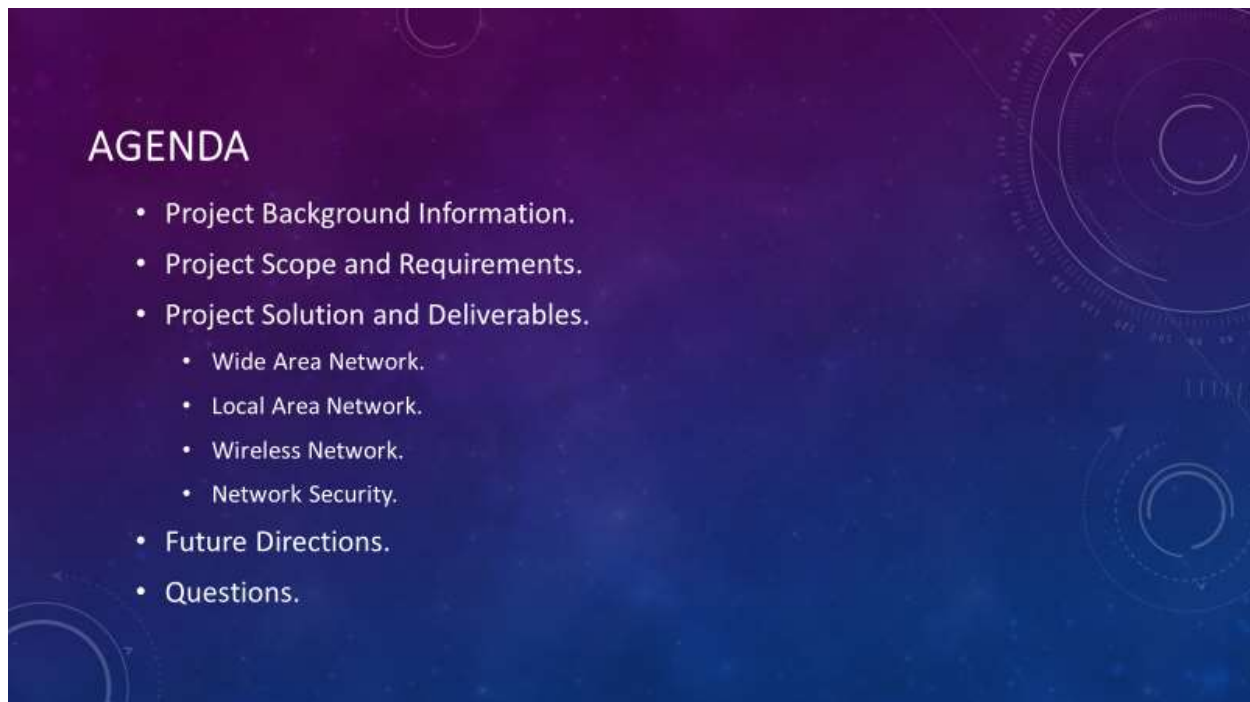 AGENDA
• Project Background Information.
• Project Scope and Requirements.
• Project Solution and Deliverables.
• Wide Area Network.
• Local Area Network.
• Wireless Network.
• Network Security.
• Future Directions.
• Questions.